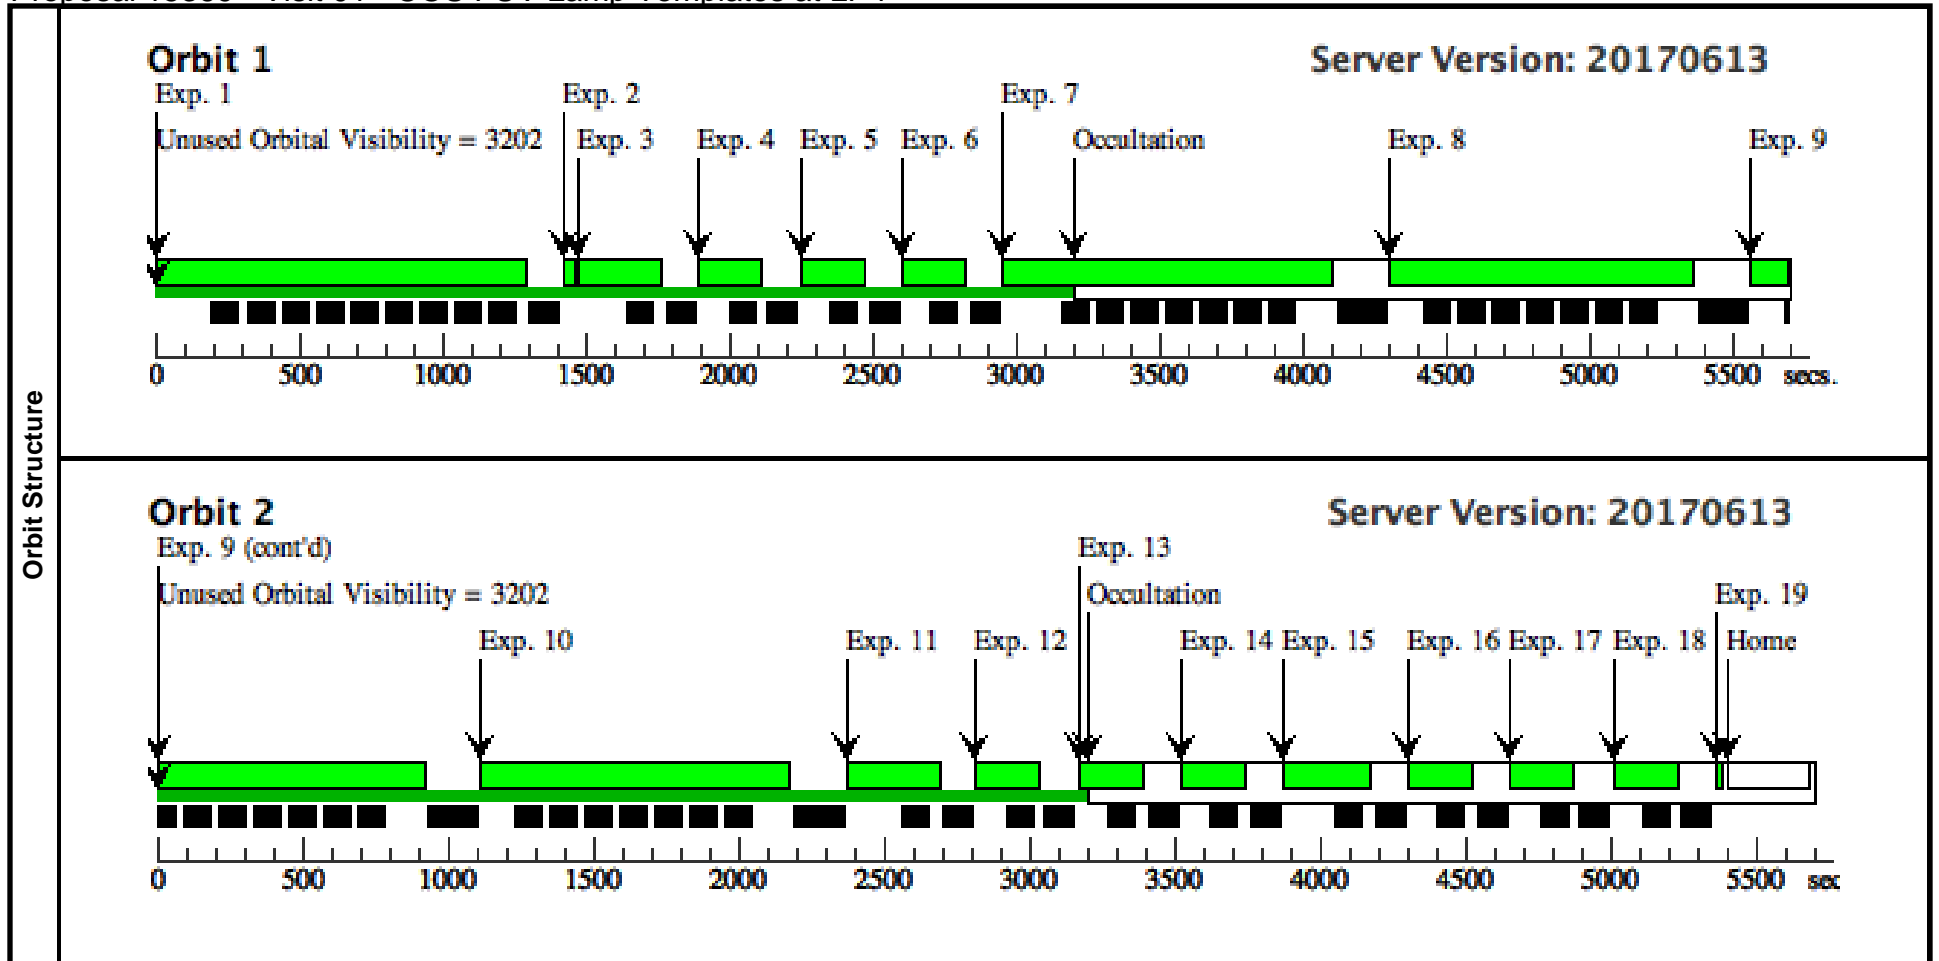 Orbit Structure
Orbit 1
Server Version: 20170613
Exp. 1
Exp. 2
Exp. 7
Unused Orbital Visibility = 3202
Exp. 3
Exp. 4
Exp. 5
Exp. 6
Occultation
Exp. 8
Exp. 9
0 500 1000 1500 2000 2500 3000 3500 4000 4500 5000 5500 secs.
Orbit 2
Server Version: 20170613
Exp. 9 (cont'd)
Exp. 13
Unused Orbital Visibility = 3202
Occultation
Exp. 19
Exp. 10
Exp. 11
Exp. 12
Exp. 14
Exp. 15
Exp. 16
Exp. 17
Exp. 18
Home
0 500 1000 1500 2000 2500 3000 3500 4000 4500 5000 5500 sec